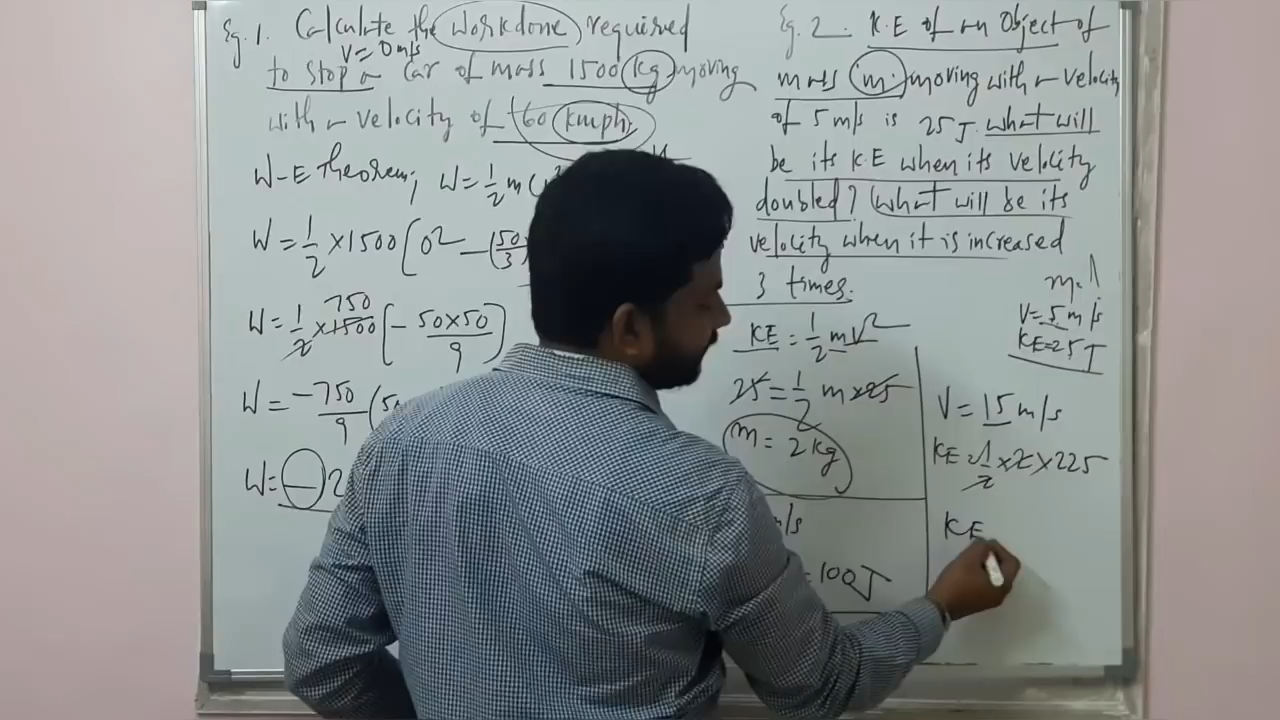 Eg. 1. Calculate the workdone, required
V = 0 m/s
to stop a car of mass 1500 kg moving
with a velocity of 60 kmph.
W-E Theorem, W = 1/2 m (
W = 1/2 × 1500 [ 0² - (50/3)
750
W = 1/2 × 1500 [ - 50×50/9 ]
W = -750/9 (5
W = - 2
Eg. 2. K.E of an Object of
mass 'm' moving with a velocity
of 5 m/s is 25 J. what will
be its K.E when its velocity
doubled? What will be its
velocity when it is increased
3 times.
V = 5 m/s
KE = 25 J
KE = 1/2 mV²
25 = 1/2 m×25
m = 2 kg
m/s
= 100 J
V = 15 m/s
KE = 1/2 × 2 × 225
KE